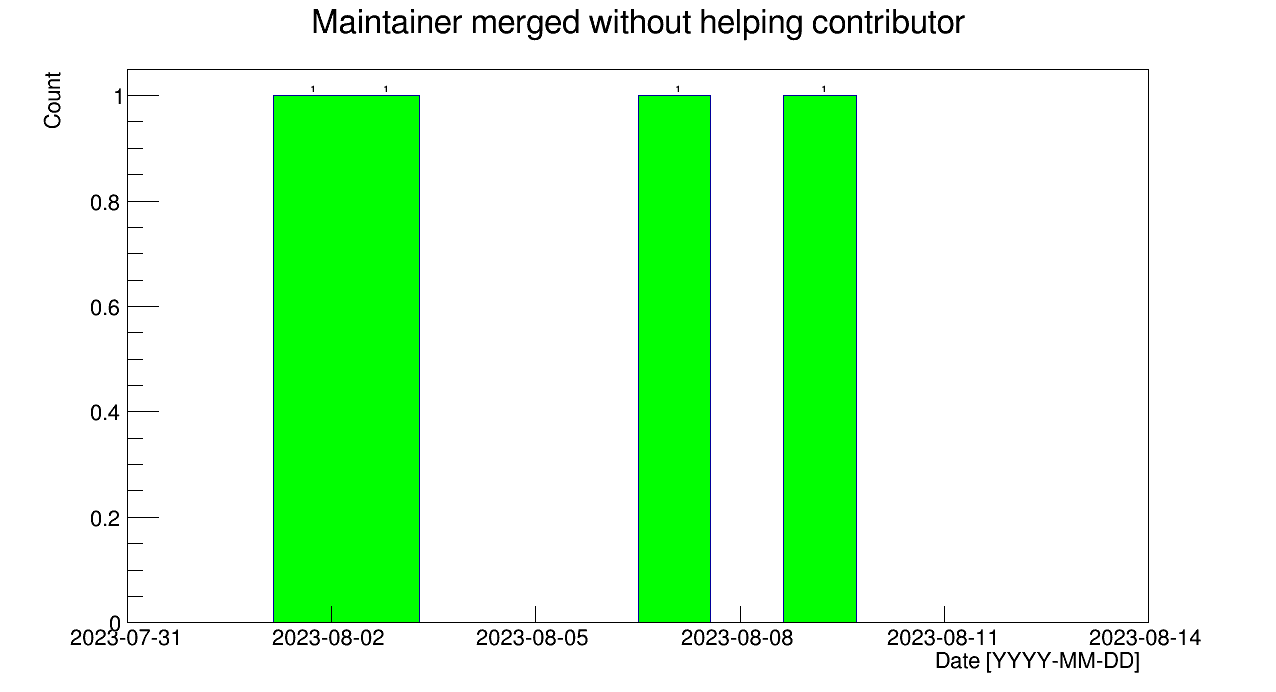 Maintainer merged without helping contributor
Count
1 1 1 1
1
0.8
0.6
0.4
0.2
0
2023-07-31 2023-08-02 2023-08-05 2023-08-08 2023-08-11 2023-08-14
Date [YYYY-MM-DD]